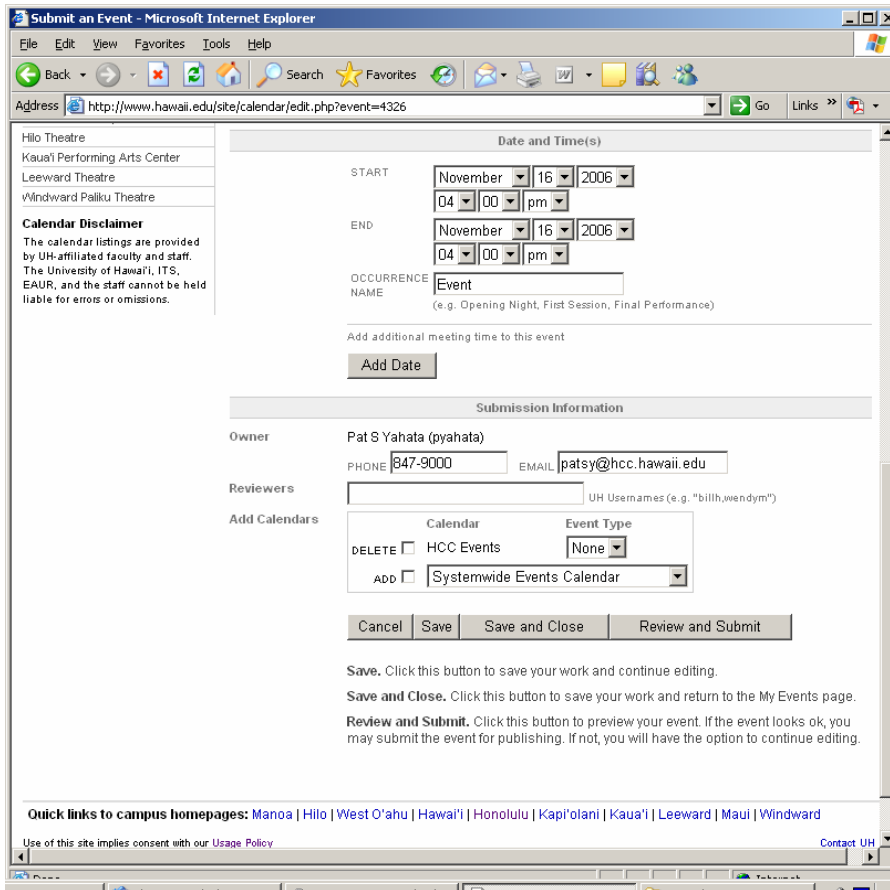 Submit an Event - Microsoft Internet Explorer
File Edit View Favorites Tools Help
Back Search Favorites
Address http://www.hawaii.edu/site/calendar/edit.php?event=4326 Go Links »
Hilo Theatre
Kaua'i Performing Arts Center
Leeward Theatre
Windward Paliku Theatre
Calendar Disclaimer
The calendar listings are provided
by UH-affiliated faculty and staff.
The University of Hawai'i, ITS,
EAUR, and the staff cannot be held
liable for errors or omissions.
Date and Time(s)
START November 16 2006
04 00 pm
END November 16 2006
04 00 pm
OCCURRENCE
NAME Event
(e.g. Opening Night, First Session, Final Performance)
Add additional meeting time to this event
Add Date
Submission Information
Owner Pat S Yahata (pyahata)
PHONE 847-9000 EMAIL patsy@hcc.hawaii.edu
Reviewers UH Usernames (e.g. "billh,wendym")
Add Calendars Calendar Event Type
DELETE HCC Events None
ADD Systemwide Events Calendar
Cancel Save Save and Close Review and Submit
Save. Click this button to save your work and continue editing.
Save and Close. Click this button to save your work and return to the My Events page.
Review and Submit. Click this button to preview your event. If the event looks ok, you
may submit the event for publishing. If not, you will have the option to continue editing.
Quick links to campus homepages: Manoa | Hilo | West O'ahu | Hawai'i | Honolulu | Kapi'olani | Kaua'i | Leeward | Maui | Windward
Use of this site implies consent with our Usage Policy Contact UH